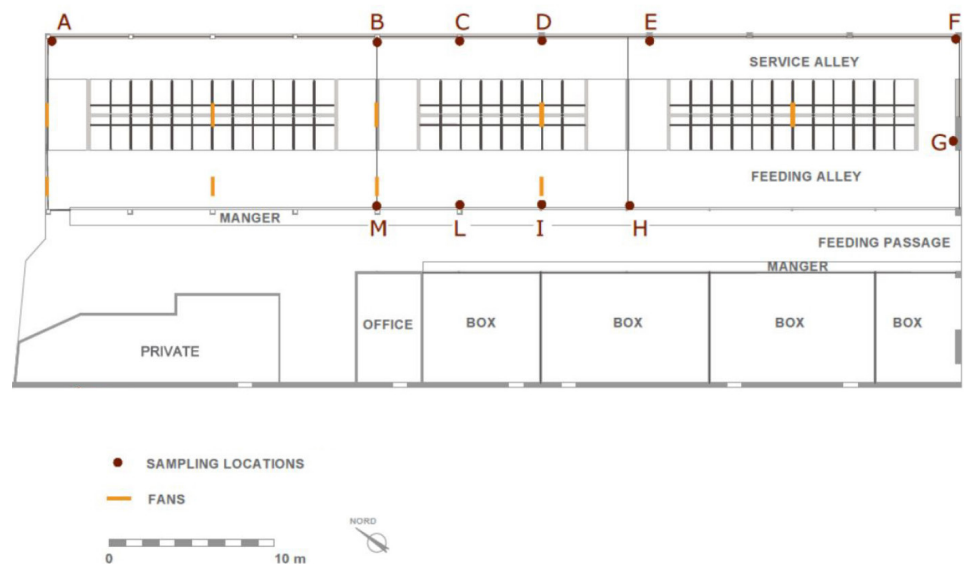 A B C D E F
SERVICE ALLEY
G
FEEDING ALLEY
MANGER
M L I H
FEEDING PASSAGE
MANGER
OFFICE BOX BOX BOX BOX
PRIVATE
SAMPLING LOCATIONS
FANS
NORD
0 10 m